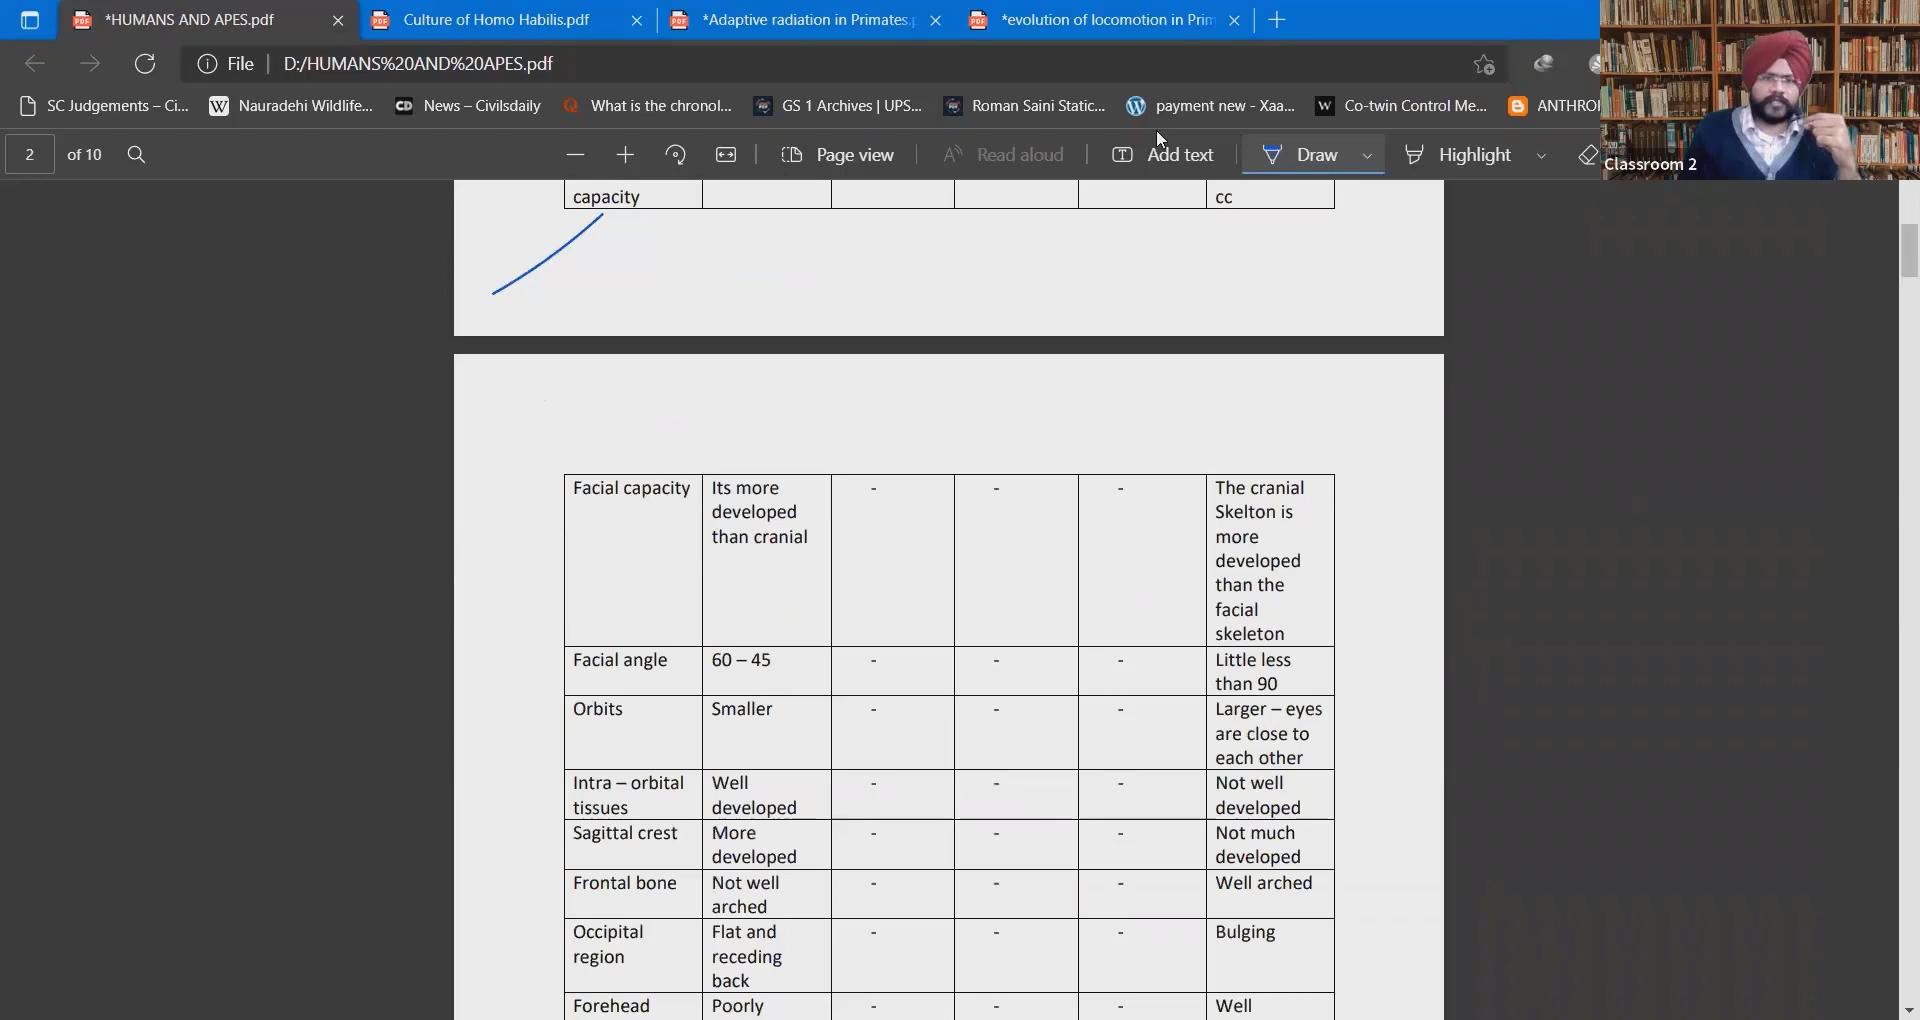 *HUMANS AND APES.pdf
Culture of Homo Habilis.pdf
*Adaptive radiation in Primates.p
*evolution of locomotion in Prim
File D:/HUMANS%20AND%20APES.pdf
SC Judgements – Ci...
W Nauradehi Wildlife...
CD News – Civilsdaily
Q What is the chronol...
GS 1 Archives | UPS...
Roman Saini Static...
payment new - Xaa...
W Co-twin Control Me...
ANTHRO
2 of 10
Page view
Read aloud
Add text
Draw
Highlight
Classroom 2
capacity cc
Facial capacity Its more - - - The cranial
developed Skelton is
than cranial more
developed
than the
facial
skeleton
Facial angle 60 – 45 - - - Little less
than 90
Orbits Smaller - - - Larger – eyes
are close to
each other
Intra – orbital Well - - - Not well
tissues developed developed
Sagittal crest More - - - Not much
developed developed
Frontal bone Not well - - - Well arched
arched
Occipital Flat and - - - Bulging
region receding
back
Forehead Poorly - - - Well